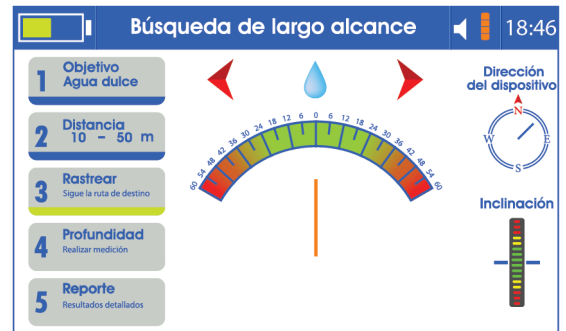 Búsqueda de largo alcance
18:46
1 Objetivo
Agua dulce
2 Distancia
10 - 50 m
3 Rastrear
Sigue la ruta de destino
4 Profundidad
Realizar medición
5 Reporte
Resultados detallados
60 54 48 42 36 30 24 18 12 6 0 6 12 18 24 30 36 42 48 54 60
Dirección
del dispositivo
N
W E
S
Inclinación